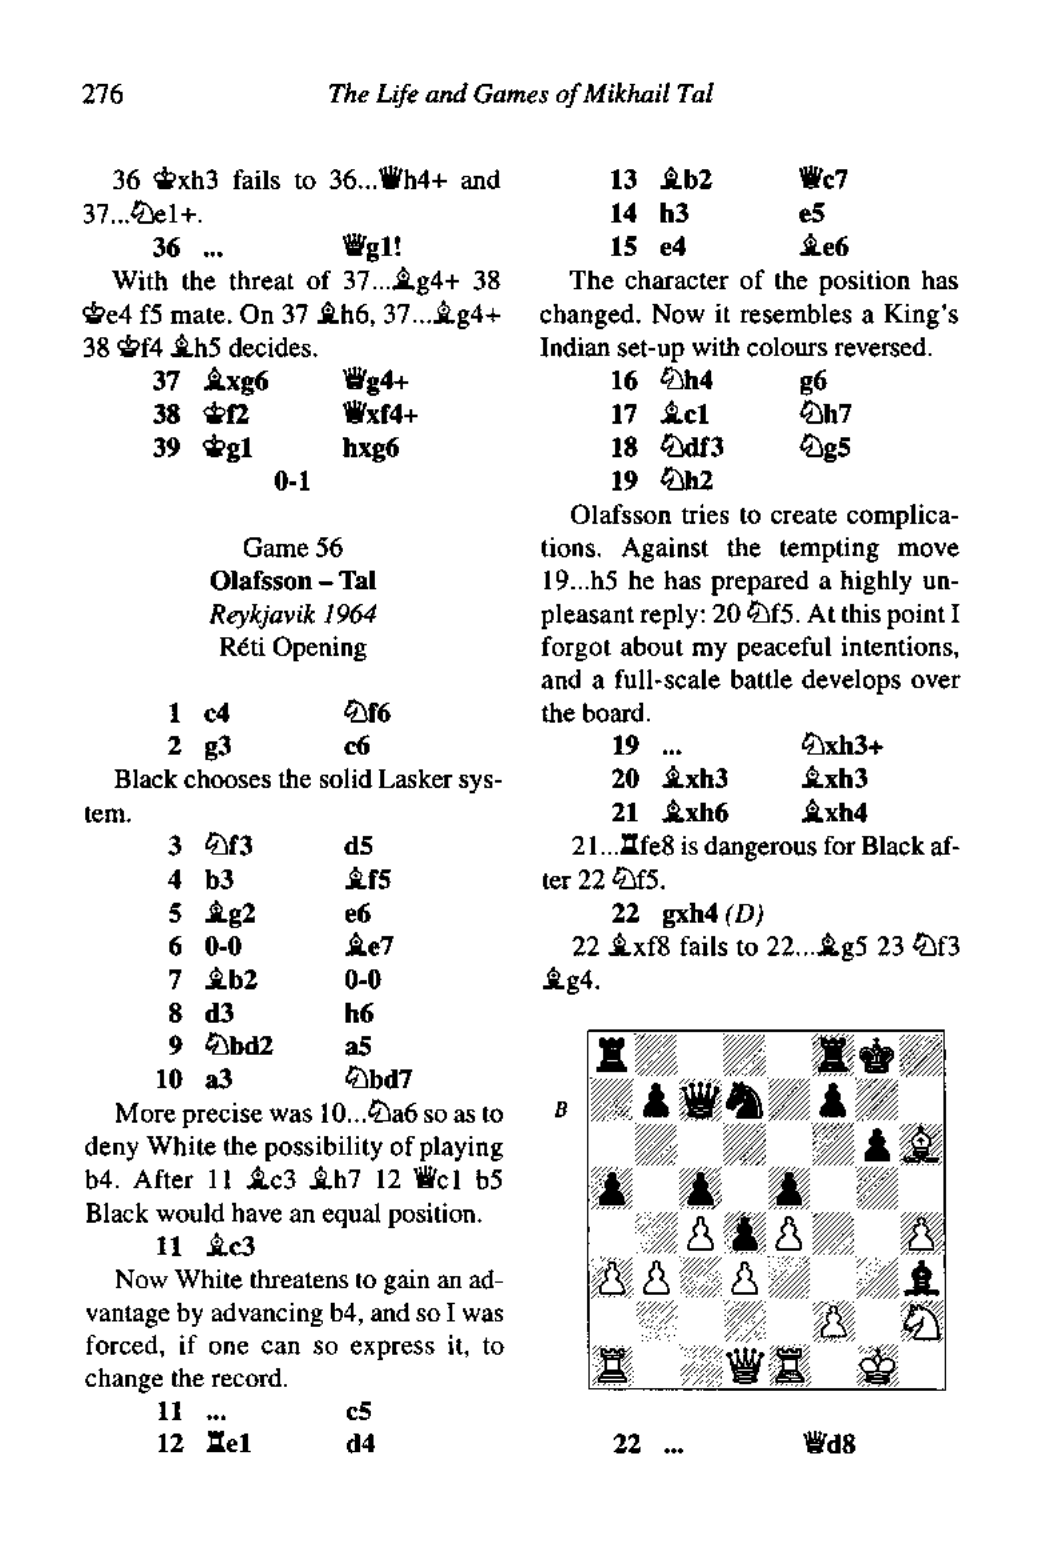 276 The Life and Games of Mikhail Tal
36 ♔xh3 fails to 36...♛h4+ and
37...♞e1+.
36 ... ♛g1!
With the threat of 37...♝g4+ 38
♔e4 f5 mate. On 37 ♗h6, 37...♝g4+
38 ♔f4 ♝h5 decides.
37 ♗xg6 ♛g4+
38 ♔f2 ♛xf4+
39 ♔g1 hxg6
0-1
Game 56
Olafsson – Tal
Reykjavik 1964
Réti Opening
1 c4 ♞f6
2 g3 c6
Black chooses the solid Lasker sys-
tem.
3 ♘f3 d5
4 b3 ♝f5
5 ♗g2 e6
6 0-0 ♝e7
7 ♗b2 0-0
8 d3 h6
9 ♘bd2 a5
10 a3 ♞bd7
More precise was 10...♞a6 so as to
deny White the possibility of playing
b4. After 11 ♗c3 ♝h7 12 ♕c1 b5
Black would have an equal position.
11 ♗c3
Now White threatens to gain an ad-
vantage by advancing b4, and so I was
forced, if one can so express it, to
change the record.
11 ... c5
12 ♖e1 d4
13 ♗b2 ♛c7
14 h3 e5
15 e4 ♝e6
The character of the position has
changed. Now it resembles a King's
Indian set-up with colours reversed.
16 ♘h4 g6
17 ♗c1 ♞h7
18 ♘df3 ♞g5
19 ♘h2
Olafsson tries to create complica-
tions. Against the tempting move
19...h5 he has prepared a highly un-
pleasant reply: 20 ♘f5. At this point I
forgot about my peaceful intentions,
and a full-scale battle develops over
the board.
19 ... ♞xh3+
20 ♗xh3 ♝xh3
21 ♗xh6 ♝xh4
21...♜fe8 is dangerous for Black af-
ter 22 ♘f5.
22 gxh4 (D)
22 ♗xf8 fails to 22...♝g5 23 ♘f3
♝g4.
B
22 ... ♛d8